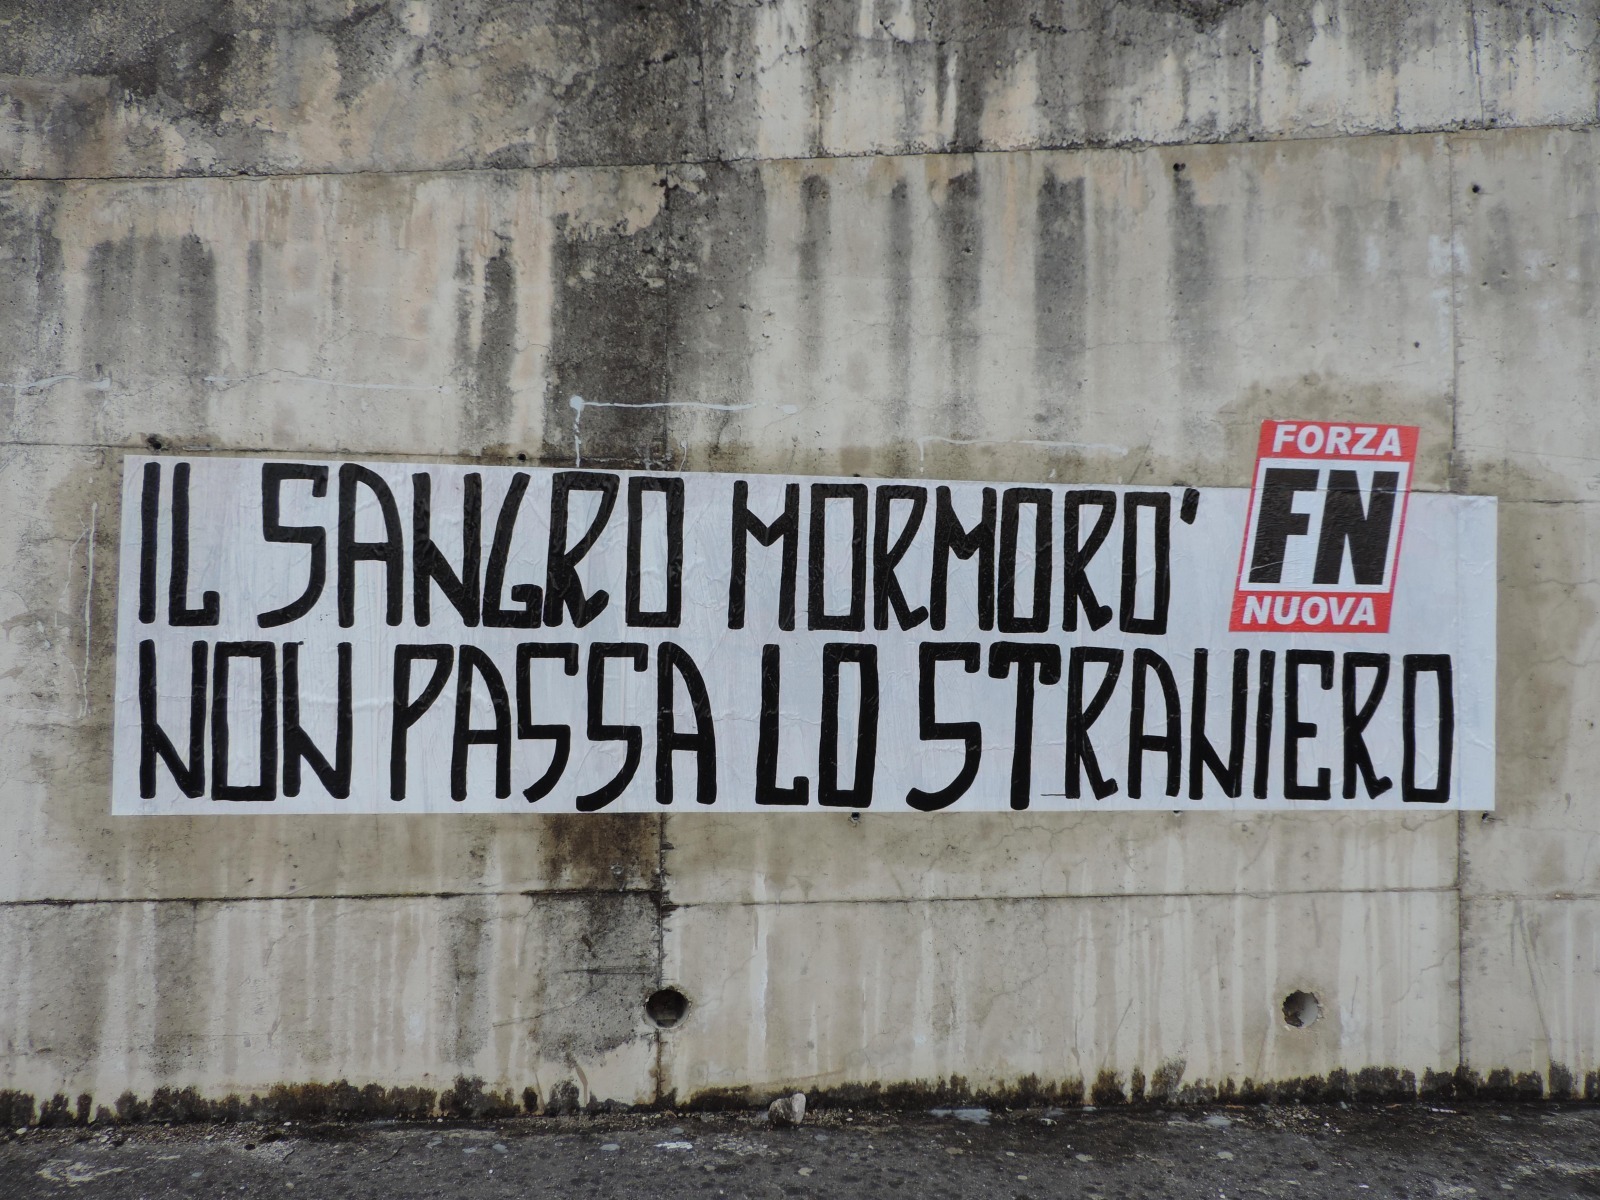 IL SANGRO MORMORO'
NON PASSA LO STRANIERO
FORZA
FN
NUOVA